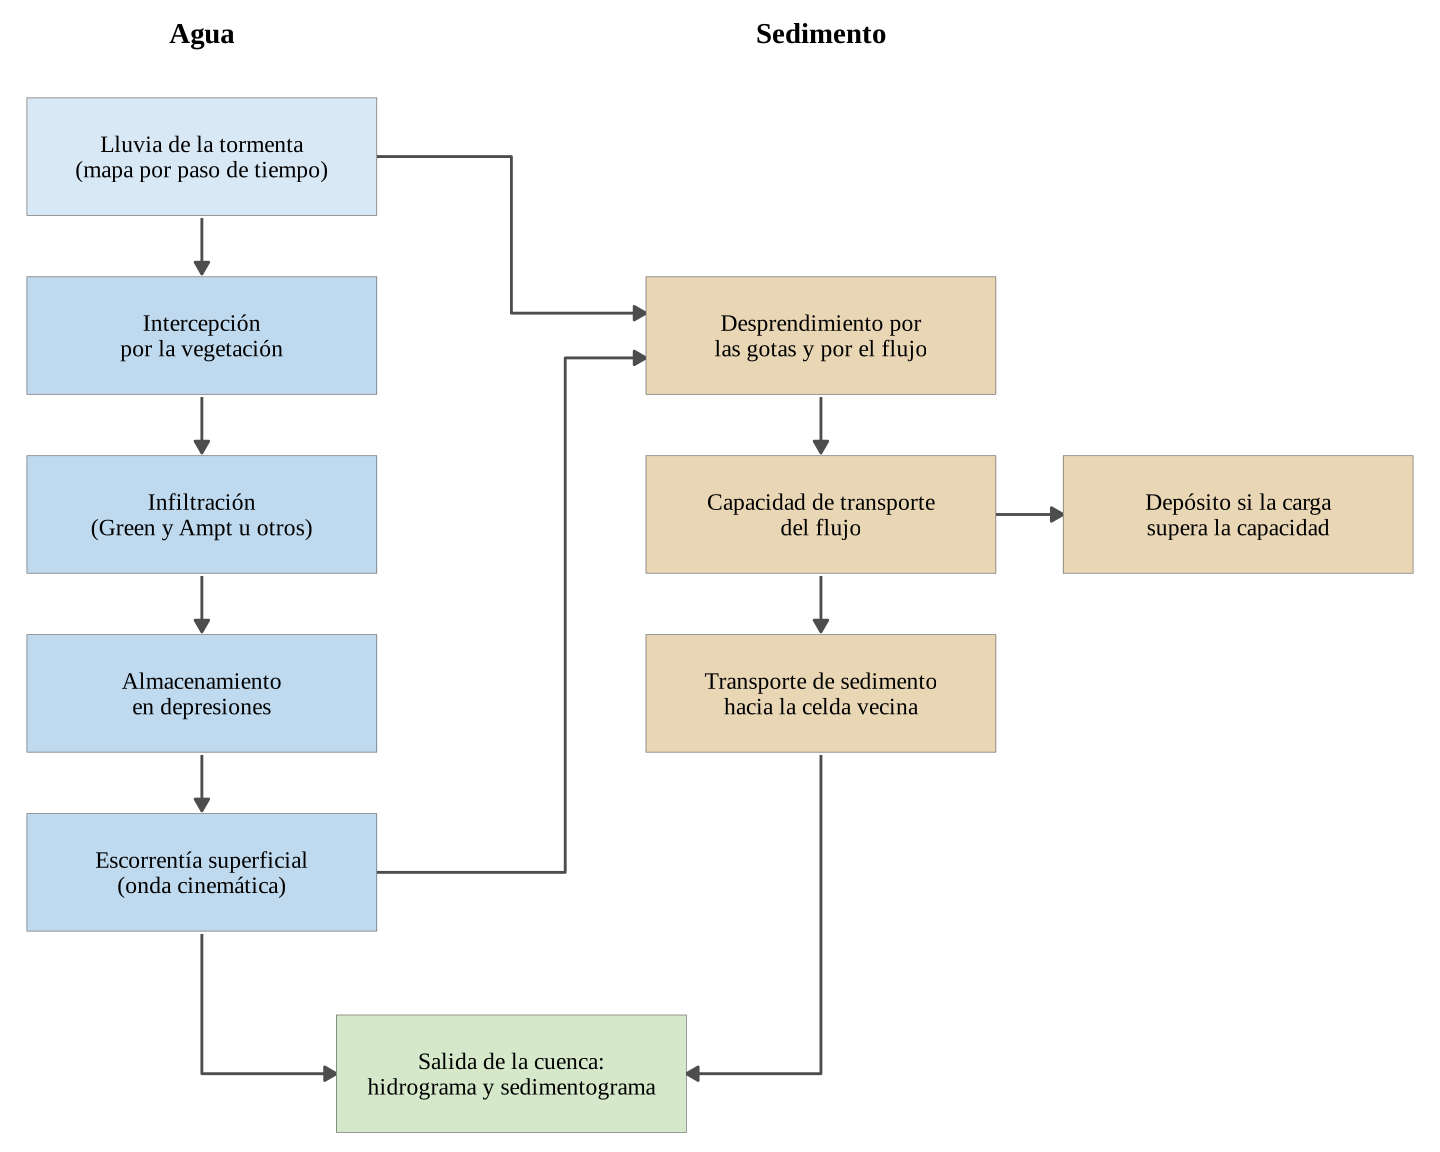 Agua
Sedimento
Lluvia de la tormenta
(mapa por paso de tiempo)
Intercepción
por la vegetación
Desprendimiento por
las gotas y por el flujo
Infiltración
(Green y Ampt u otros)
Capacidad de transporte
del flujo
Depósito si la carga
supera la capacidad
Almacenamiento
en depresiones
Transporte de sedimento
hacia la celda vecina
Escorrentía superficial
(onda cinemática)
Salida de la cuenca:
hidrograma y sedimentograma